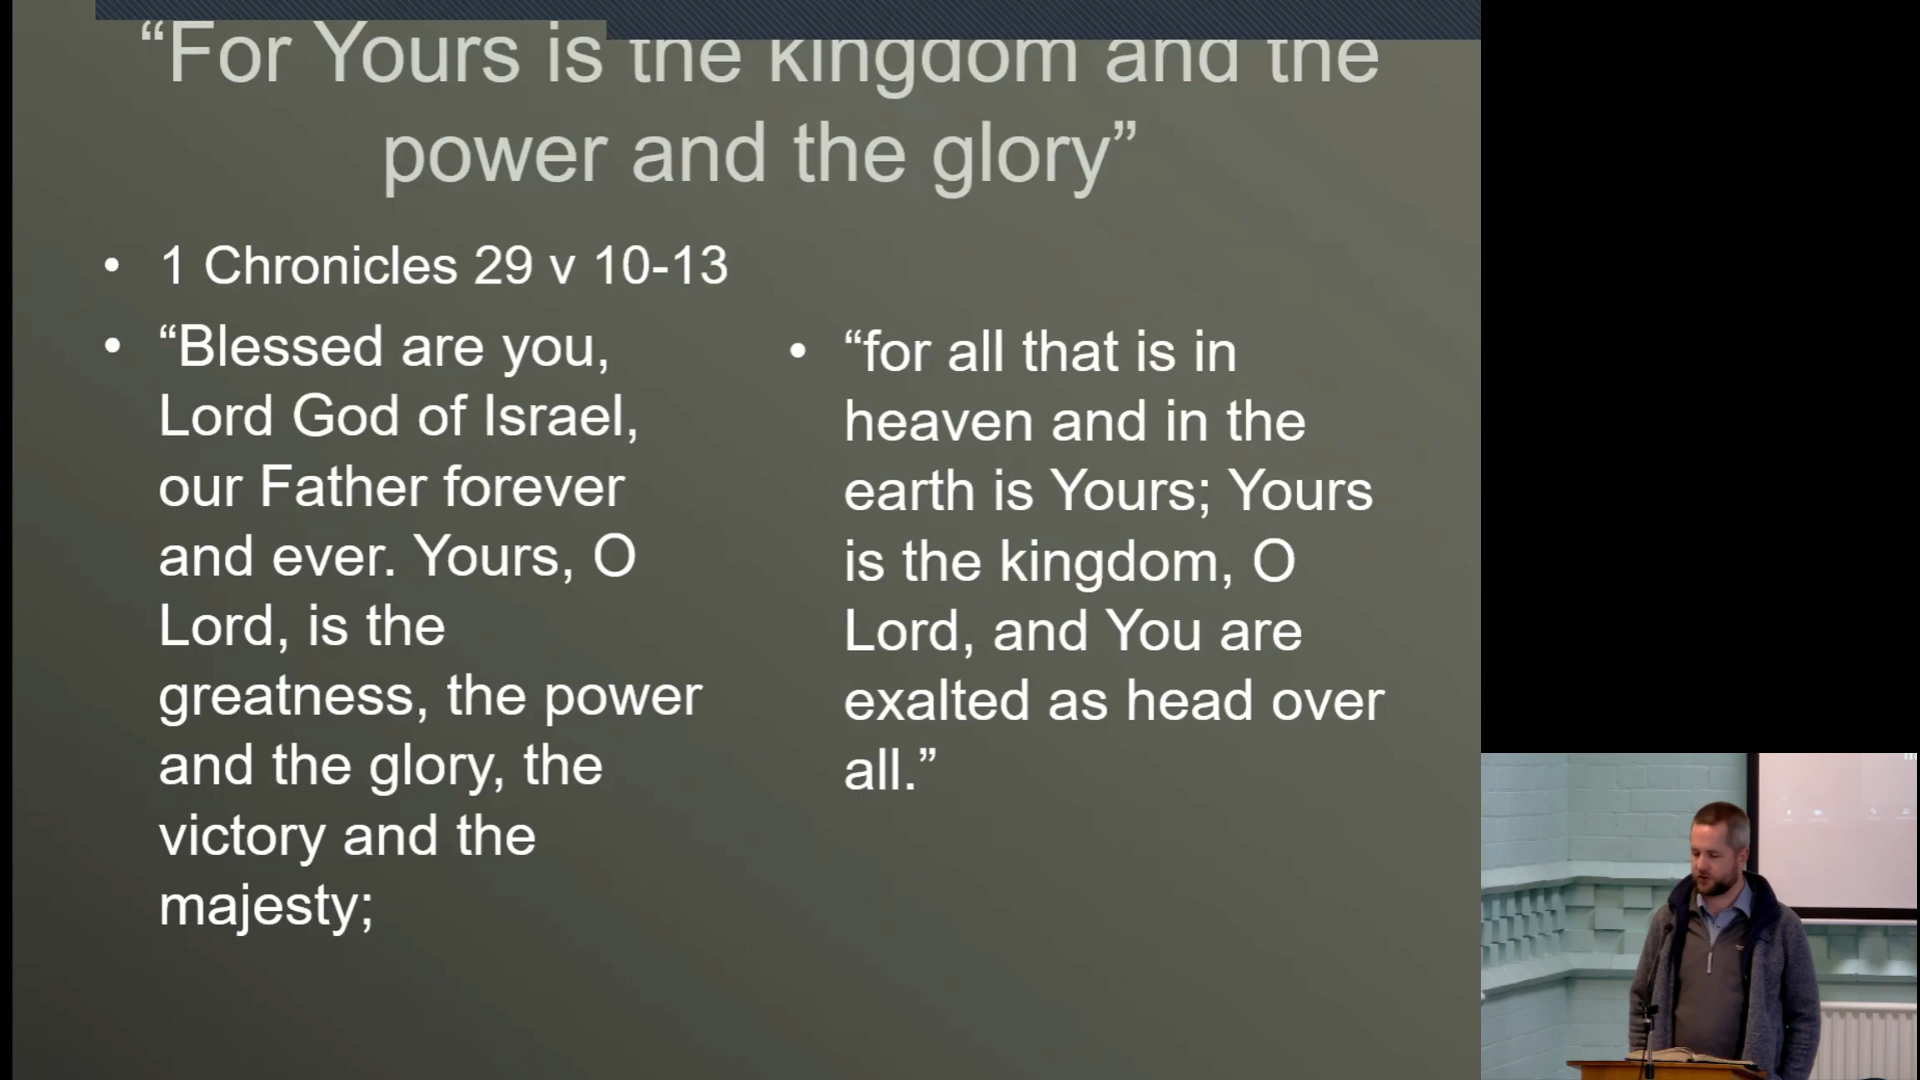 “For Yours is the kingdom and the
power and the glory”
• 1 Chronicles 29 v 10-13
• “Blessed are you,
Lord God of Israel,
our Father forever
and ever. Yours, O
Lord, is the
greatness, the power
and the glory, the
victory and the
majesty;
• “for all that is in
heaven and in the
earth is Yours; Yours
is the kingdom, O
Lord, and You are
exalted as head over
all.”